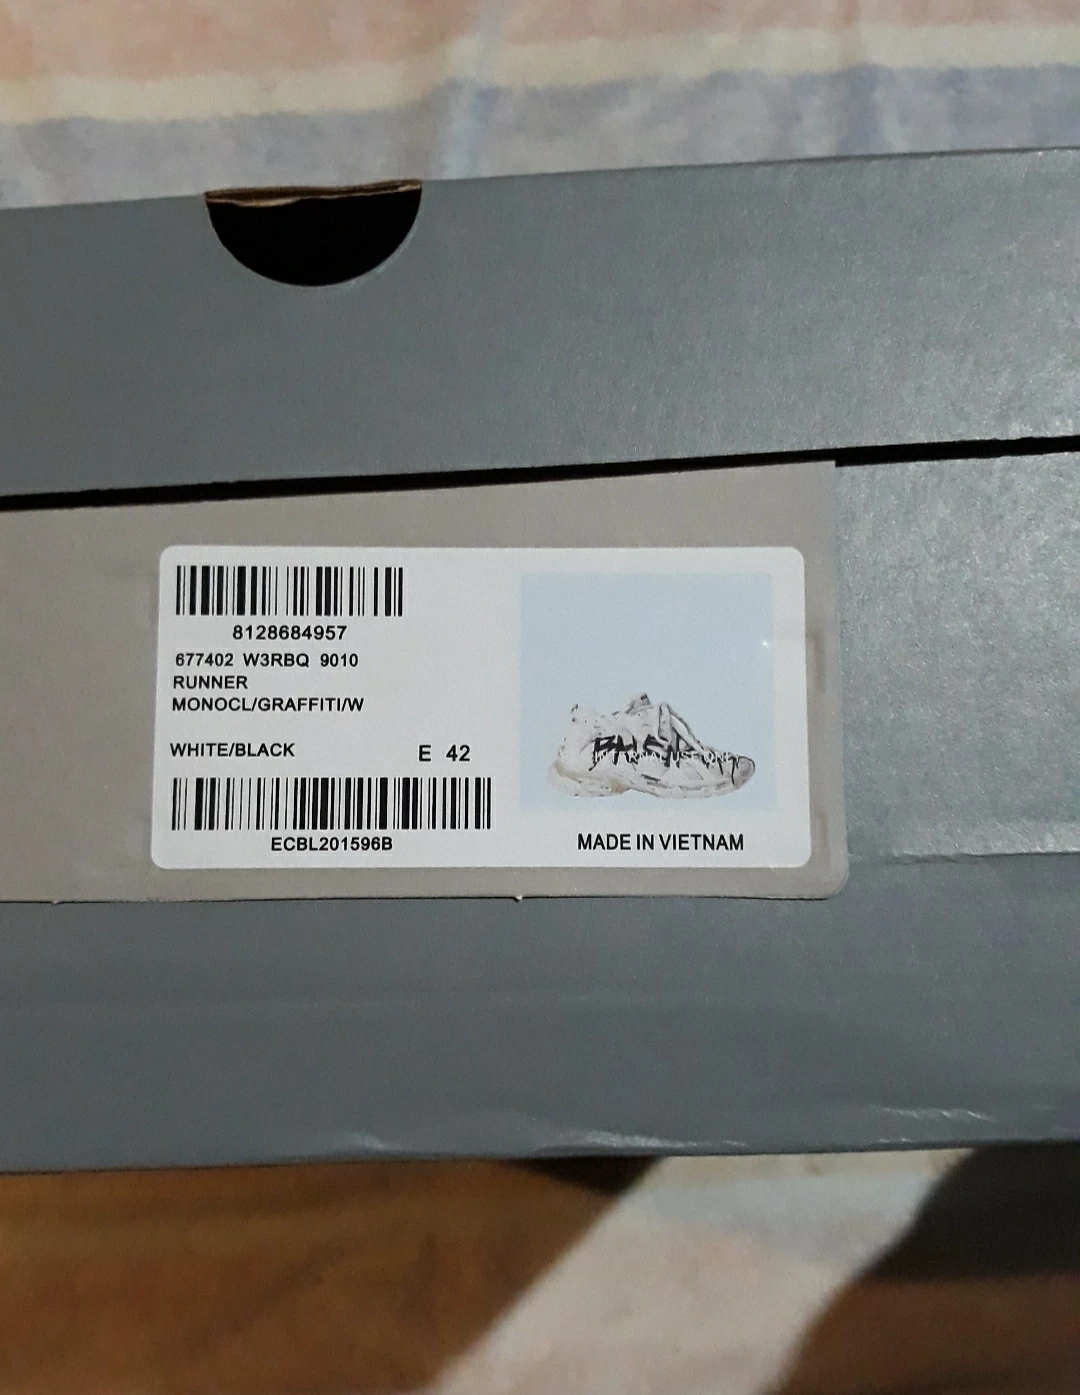 8128684957
677402 W3RBQ 9010
RUNNER
MONOCL/GRAFFITI/W
WHITE/BLACK
E 42
ECBL201596B
MADE IN VIETNAM